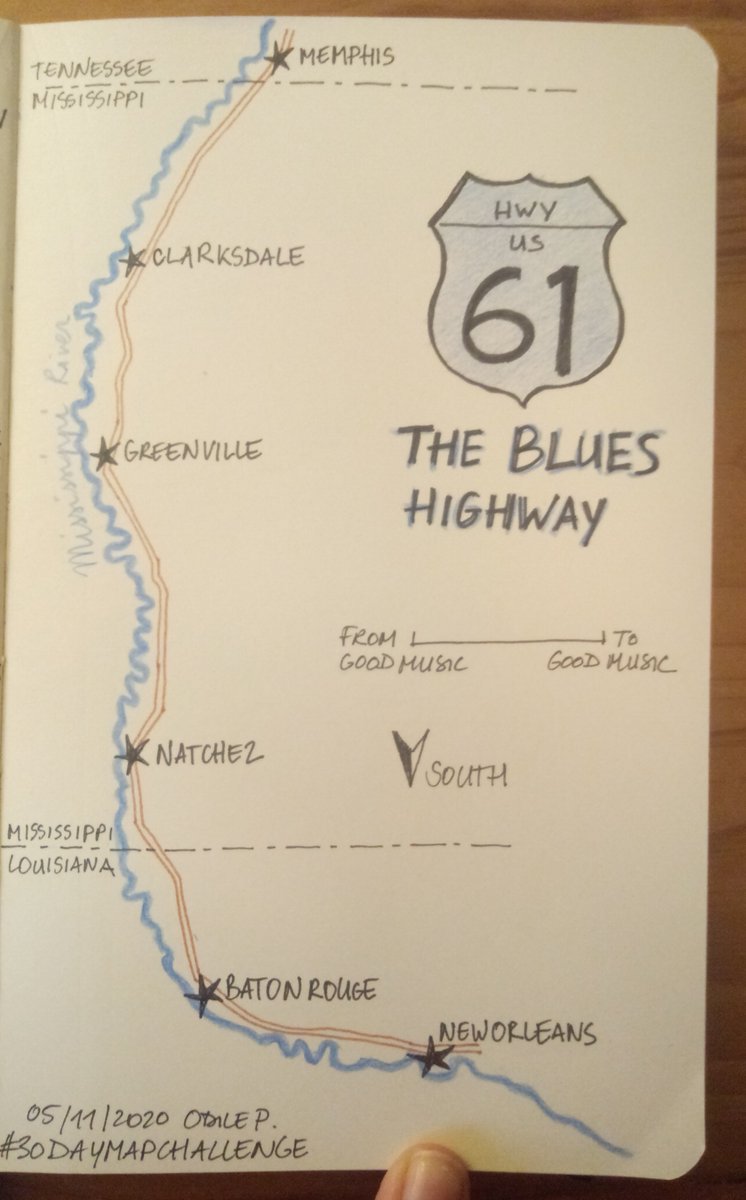 MEMPHIS
TENNESSEE
MISSISSIPPI
HWY
US
61
CLARKSDALE
Mississippi River
GREENVILLE
THE BLUES
HIGHWAY
FROM TO
GOOD MUSIC GOOD MUSIC
NATCHEZ
SOUTH
MISSISSIPPI
LOUISIANA
BATON ROUGE
NEW ORLEANS
05/11/2020 ODILE P.
#30DAYMAPCHALLENGE